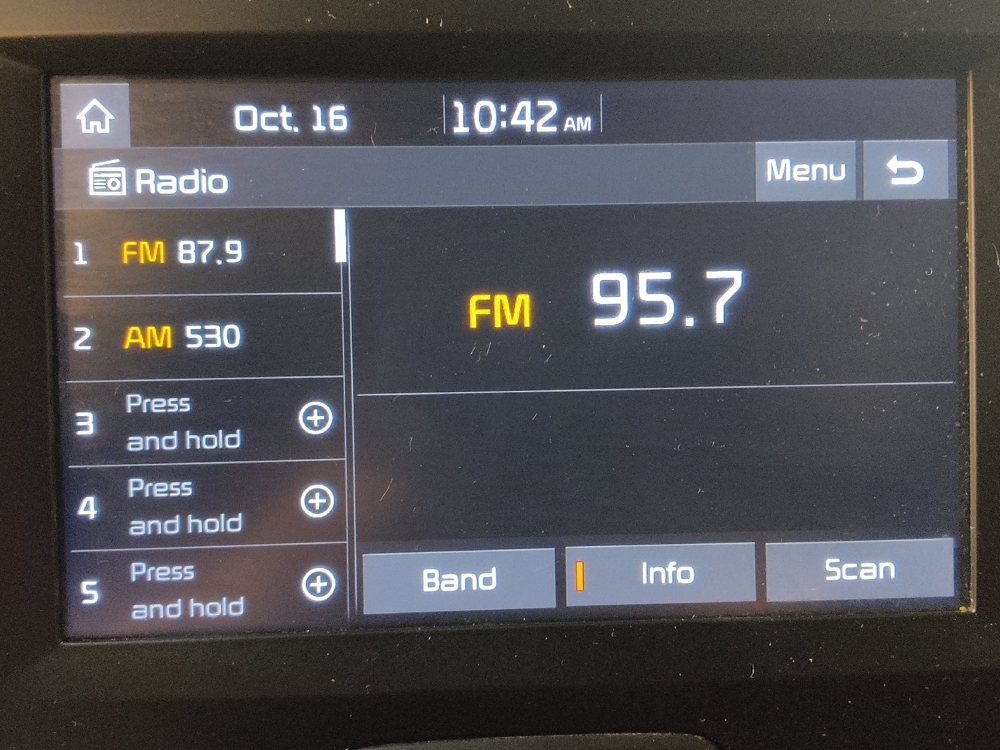 Oct. 16 10:42 AM
Radio
Menu
1 FM 87.9
2 AM 530
3 Press
and hold
4 Press
and hold
5 Press
and hold
FM 95.7
Band
Info
Scan